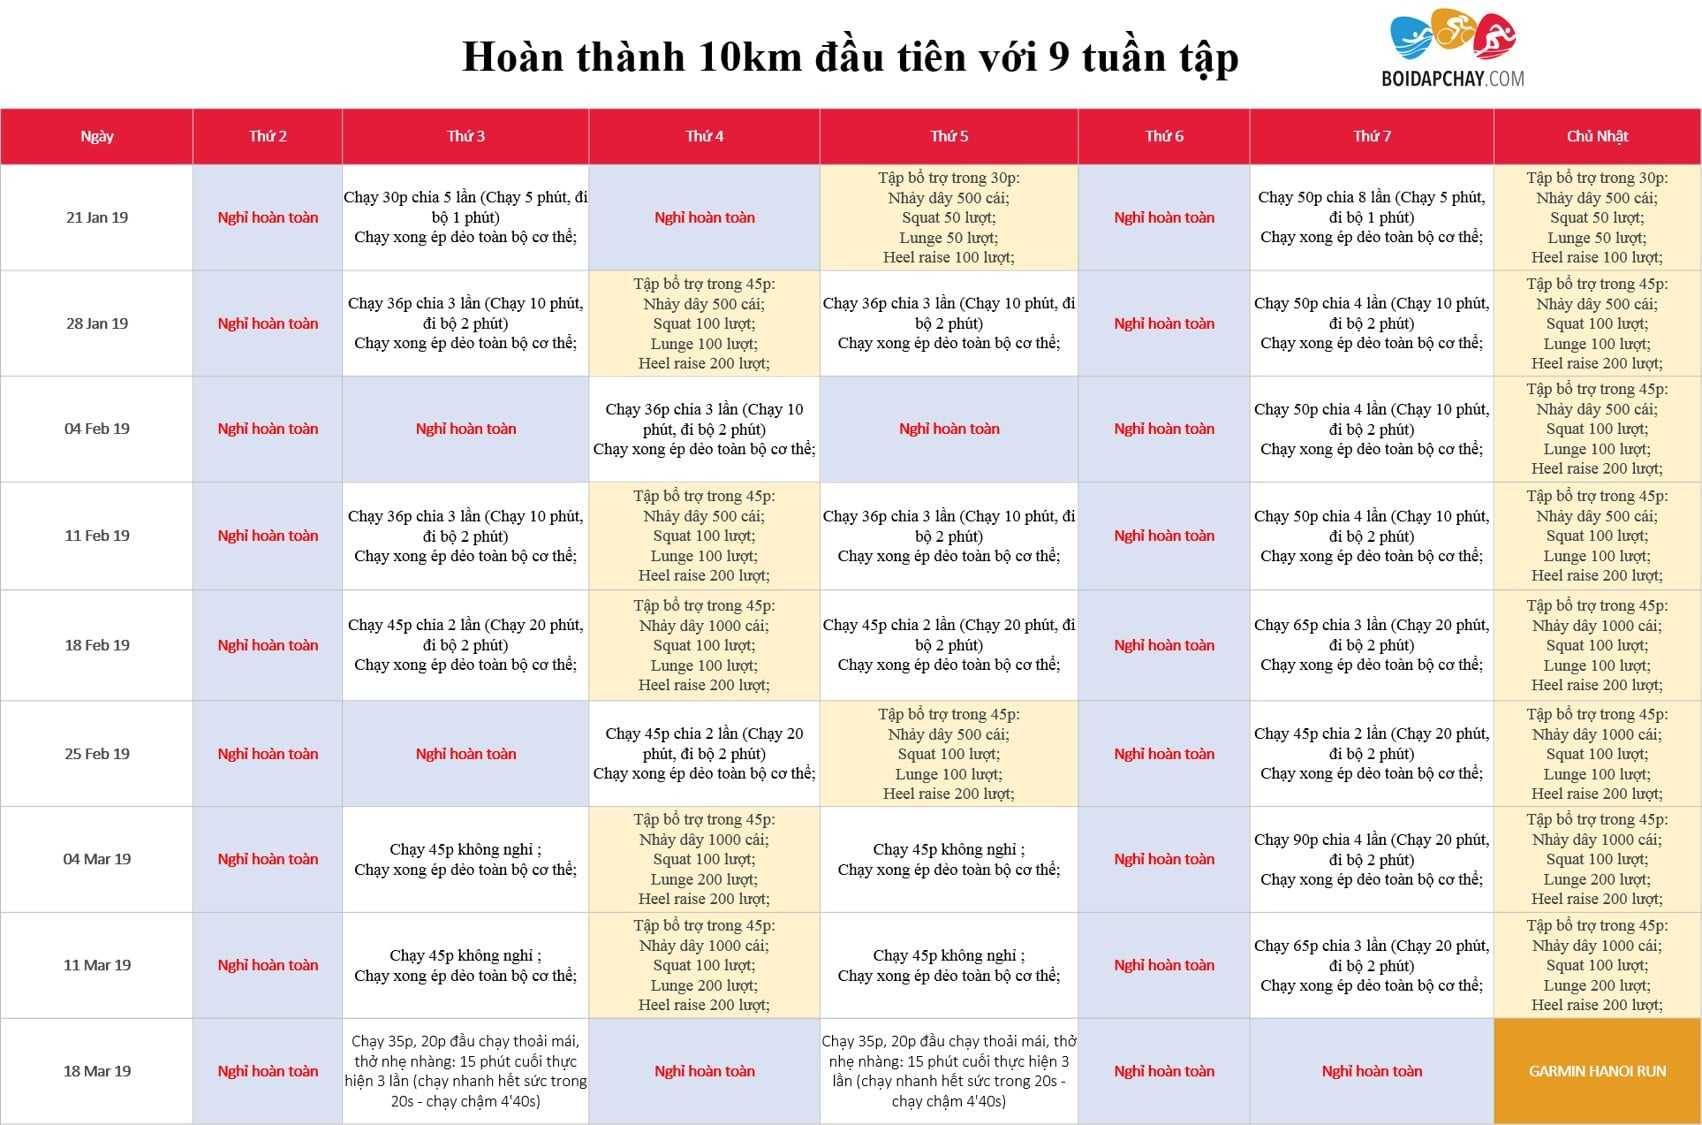 Hoàn thành 10km đầu tiên với 9 tuần tập
BOIDAPCHAY.COM
Ngày
Thứ 2
Thứ 3
Thứ 4
Thứ 5
Thứ 6
Thứ 7
Chủ Nhật
21 Jan 19
Nghỉ hoàn toàn
Chạy 30p chia 5 lần (Chạy 5 phút, đi
bộ 1 phút)
Chạy xong ép dẻo toàn bộ cơ thể;
Nghỉ hoàn toàn
Tập bổ trợ trong 30p:
Nhảy dây 500 cái;
Squat 50 lượt;
Lunge 50 lượt;
Heel raise 100 lượt;
Nghỉ hoàn toàn
Chạy 50p chia 8 lần (Chạy 5 phút,
đi bộ 1 phút)
Chạy xong ép dẻo toàn bộ cơ thể;
Tập bổ trợ trong 30p:
Nhảy dây 500 cái;
Squat 50 lượt;
Lunge 50 lượt;
Heel raise 100 lượt;
28 Jan 19
Nghỉ hoàn toàn
Chạy 36p chia 3 lần (Chạy 10 phút,
đi bộ 2 phút)
Chạy xong ép dẻo toàn bộ cơ thể;
Tập bổ trợ trong 45p:
Nhảy dây 500 cái;
Squat 100 lượt;
Lunge 100 lượt;
Heel raise 200 lượt;
Chạy 36p chia 3 lần (Chạy 10 phút, đi
bộ 2 phút)
Chạy xong ép dẻo toàn bộ cơ thể;
Nghỉ hoàn toàn
Chạy 50p chia 4 lần (Chạy 10 phút,
đi bộ 2 phút)
Chạy xong ép dẻo toàn bộ cơ thể;
Tập bổ trợ trong 45p:
Nhảy dây 500 cái;
Squat 100 lượt;
Lunge 100 lượt;
Heel raise 200 lượt;
04 Feb 19
Nghỉ hoàn toàn
Nghỉ hoàn toàn
Chạy 36p chia 3 lần (Chạy 10
phút, đi bộ 2 phút)
Chạy xong ép dẻo toàn bộ cơ thể;
Nghỉ hoàn toàn
Nghỉ hoàn toàn
Chạy 50p chia 4 lần (Chạy 10 phút,
đi bộ 2 phút)
Chạy xong ép dẻo toàn bộ cơ thể;
Tập bổ trợ trong 45p:
Nhảy dây 500 cái;
Squat 100 lượt;
Lunge 100 lượt;
Heel raise 200 lượt;
11 Feb 19
Nghỉ hoàn toàn
Chạy 36p chia 3 lần (Chạy 10 phút,
đi bộ 2 phút)
Chạy xong ép dẻo toàn bộ cơ thể;
Tập bổ trợ trong 45p:
Nhảy dây 500 cái;
Squat 100 lượt;
Lunge 100 lượt;
Heel raise 200 lượt;
Chạy 36p chia 3 lần (Chạy 10 phút, đi
bộ 2 phút)
Chạy xong ép dẻo toàn bộ cơ thể;
Nghỉ hoàn toàn
Chạy 50p chia 4 lần (Chạy 10 phút,
đi bộ 2 phút)
Chạy xong ép dẻo toàn bộ cơ thể;
Tập bổ trợ trong 45p:
Nhảy dây 500 cái;
Squat 100 lượt;
Lunge 100 lượt;
Heel raise 200 lượt;
18 Feb 19
Nghỉ hoàn toàn
Chạy 45p chia 2 lần (Chạy 20 phút,
đi bộ 2 phút)
Chạy xong ép dẻo toàn bộ cơ thể;
Tập bổ trợ trong 45p:
Nhảy dây 1000 cái;
Squat 100 lượt;
Lunge 100 lượt;
Heel raise 200 lượt;
Chạy 45p chia 2 lần (Chạy 20 phút, đi
bộ 2 phút)
Chạy xong ép dẻo toàn bộ cơ thể;
Nghỉ hoàn toàn
Chạy 65p chia 3 lần (Chạy 20 phút,
đi bộ 2 phút)
Chạy xong ép dẻo toàn bộ cơ thể;
Tập bổ trợ trong 45p:
Nhảy dây 1000 cái;
Squat 100 lượt;
Lunge 100 lượt;
Heel raise 200 lượt;
25 Feb 19
Nghỉ hoàn toàn
Nghỉ hoàn toàn
Chạy 45p chia 2 lần (Chạy 20
phút, đi bộ 2 phút)
Chạy xong ép dẻo toàn bộ cơ thể;
Tập bổ trợ trong 45p:
Nhảy dây 500 cái;
Squat 100 lượt;
Lunge 100 lượt;
Heel raise 200 lượt;
Nghỉ hoàn toàn
Chạy 45p chia 2 lần (Chạy 20 phút,
đi bộ 2 phút)
Chạy xong ép dẻo toàn bộ cơ thể;
Tập bổ trợ trong 45p:
Nhảy dây 1000 cái;
Squat 100 lượt;
Lunge 100 lượt;
Heel raise 200 lượt;
04 Mar 19
Nghỉ hoàn toàn
Chạy 45p không nghỉ ;
Chạy xong ép dẻo toàn bộ cơ thể;
Tập bổ trợ trong 45p:
Nhảy dây 1000 cái;
Squat 100 lượt;
Lunge 200 lượt;
Heel raise 200 lượt;
Chạy 45p không nghỉ ;
Chạy xong ép dẻo toàn bộ cơ thể;
Nghỉ hoàn toàn
Chạy 90p chia 4 lần (Chạy 20 phút,
đi bộ 2 phút)
Chạy xong ép dẻo toàn bộ cơ thể;
Tập bổ trợ trong 45p:
Nhảy dây 1000 cái;
Squat 100 lượt;
Lunge 200 lượt;
Heel raise 200 lượt;
11 Mar 19
Nghỉ hoàn toàn
Chạy 45p không nghỉ ;
Chạy xong ép dẻo toàn bộ cơ thể;
Tập bổ trợ trong 45p:
Nhảy dây 1000 cái;
Squat 100 lượt;
Lunge 200 lượt;
Heel raise 200 lượt;
Chạy 45p không nghỉ ;
Chạy xong ép dẻo toàn bộ cơ thể;
Nghỉ hoàn toàn
Chạy 65p chia 3 lần (Chạy 20 phút,
đi bộ 2 phút)
Chạy xong ép dẻo toàn bộ cơ thể;
Tập bổ trợ trong 45p:
Nhảy dây 1000 cái;
Squat 100 lượt;
Lunge 200 lượt;
Heel raise 200 lượt;
18 Mar 19
Nghỉ hoàn toàn
Chạy 35p, 20p đầu chạy thoải mái,
thở nhẹ nhàng: 15 phút cuối thực
hiện 3 lần (chạy nhanh hết sức trong
20s - chạy chậm 4'40s)
Nghỉ hoàn toàn
Chạy 35p, 20p đầu chạy thoải mái, thở
nhẹ nhàng: 15 phút cuối thực hiện 3
lần (chạy nhanh hết sức trong 20s -
chạy chậm 4'40s)
Nghỉ hoàn toàn
Nghỉ hoàn toàn
GARMIN HANOI RUN